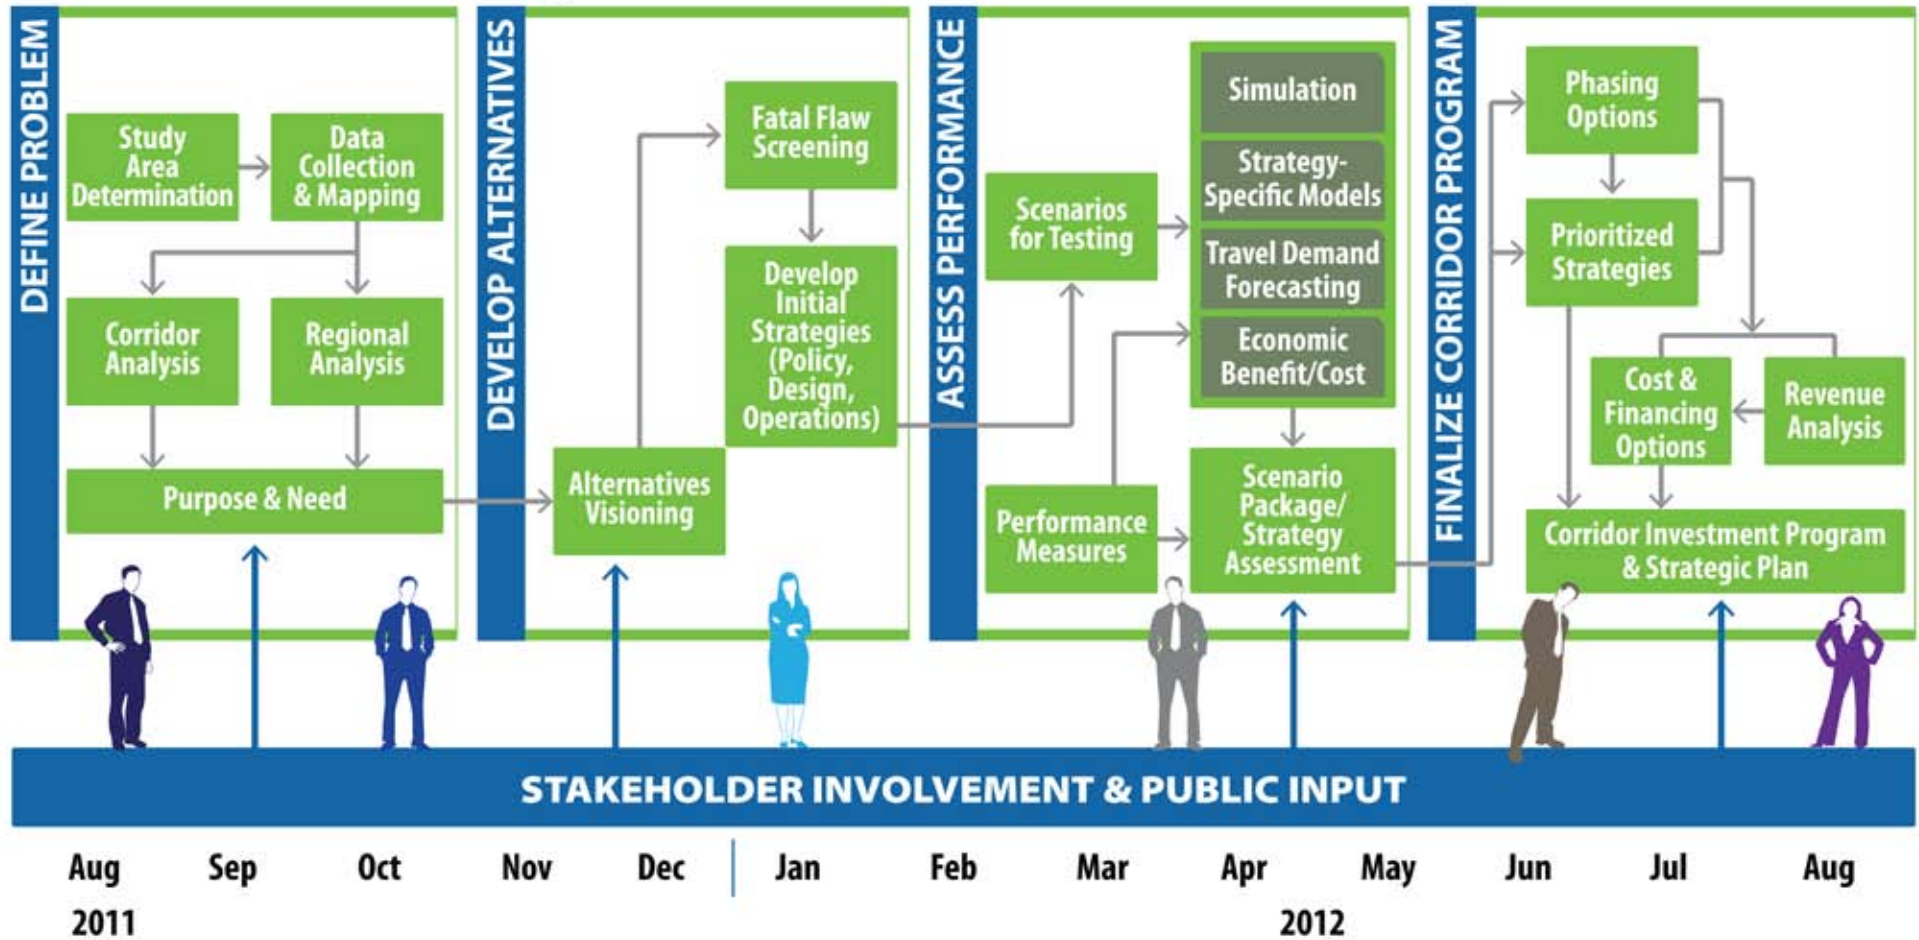 DEFINE PROBLEM
Study
Area
Determination
Data
Collection
& Mapping
Corridor
Analysis
Regional
Analysis
Purpose & Need
DEVELOP ALTERNATIVES
Fatal Flaw
Screening
Develop
Initial
Strategies
(Policy,
Design,
Operations)
Alternatives
Visioning
ASSESS PERFORMANCE
Scenarios
for Testing
Performance
Measures
Simulation
Strategy-
Specific Models
Travel Demand
Forecasting
Economic
Benefit/Cost
Scenario
Package/
Strategy
Assessment
FINALIZE CORRIDOR PROGRAM
Phasing
Options
Prioritized
Strategies
Cost &
Financing
Options
Revenue
Analysis
Corridor Investment Program
& Strategic Plan
STAKEHOLDER INVOLVEMENT & PUBLIC INPUT
Aug Sep Oct Nov Dec Jan Feb Mar Apr May Jun Jul Aug
2011 2012